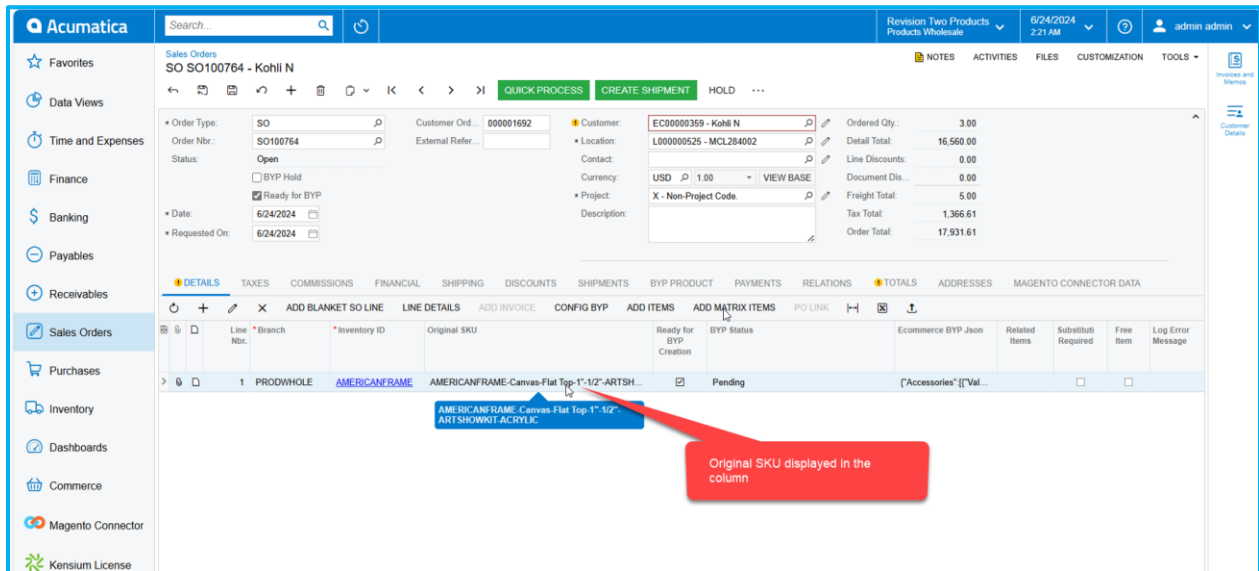 Acumatica
Search...
Revision Two Products
Products Wholesale
6/24/2024
2:21 AM
admin admin
Favorites
Data Views
Time and Expenses
Finance
Banking
Payables
Receivables
Sales Orders
Purchases
Inventory
Dashboards
Commerce
Magento Connector
Kensium License
Sales Orders
SO SO100764 - Kohli N
NOTES ACTIVITIES FILES CUSTOMIZATION TOOLS
QUICK PROCESS CREATE SHIPMENT HOLD ...
* Order Type: SO
Order Nbr.: SO100764
Status: Open
BYP Hold
Ready for BYP
* Date: 6/24/2024
* Requested On: 6/24/2024
Customer Ord... 000001692
External Refer...
Customer: EC00000359 - Kohli N
* Location: L000000525 - MCL284002
Contact:
Currency: USD 1.00 VIEW BASE
* Project: X - Non-Project Code.
Description:
Ordered Qty.: 3.00
Detail Total: 16,560.00
Line Discounts: 0.00
Document Dis... 0.00
Freight Total: 5.00
Tax Total: 1,366.61
Order Total: 17,931.61
Invoices and
Memos
Customer
Details
DETAILS TAXES COMMISSIONS FINANCIAL SHIPPING DISCOUNTS SHIPMENTS BYP PRODUCT PAYMENTS RELATIONS TOTALS ADDRESSES MAGENTO CONNECTOR DATA
ADD BLANKET SO LINE LINE DETAILS ADD INVOICE CONFIG BYP ADD ITEMS ADD MATRIX ITEMS PO LINK
Line
Nbr.
* Branch
* Inventory ID
Original SKU
Ready for
BYP
Creation
BYP Status
Ecommerce BYP Json
Related
Items
Substituti
Required
Free
Item
Log Error
Message
1 PRODWHOLE AMERICANFRAME AMERICANFRAME-Canvas-Flat Top-1"-1/2"-ARTSH... Pending {"Accessories":[{"Val...
AMERICANFRAME-Canvas-Flat Top-1"-1/2"-
ARTSHOWKIT-ACRYLIC
Original SKU displayed in the
column